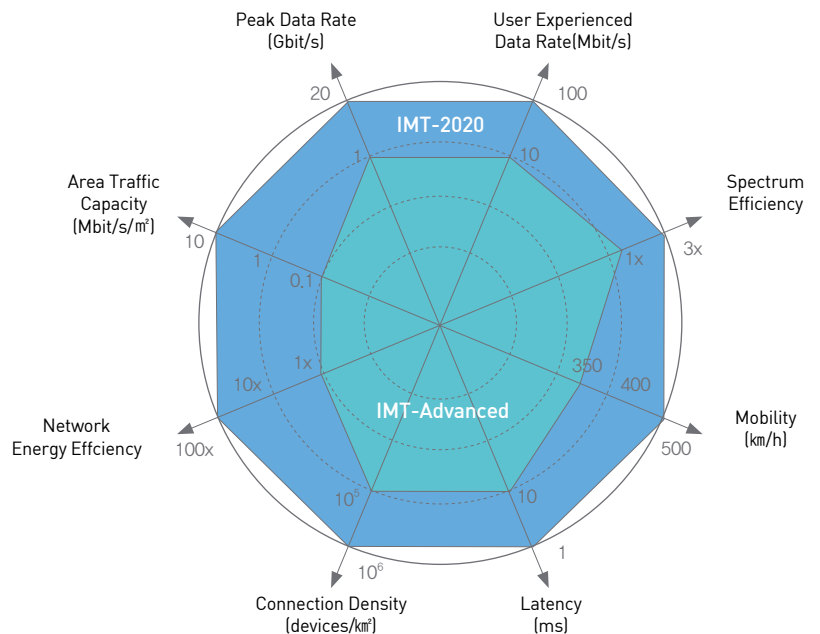 Peak Data Rate
(Gbit/s)
User Experienced
Data Rate(Mbit/s)
20
100
IMT-2020
1
10
Area Traffic
Capacity
(Mbit/s/㎡)
Spectrum
Efficiency
10
1
0.1
1x
3x
1x
10x
100x
350
400
500
Network
Energy Effciency
Mobility
(㎞/h)
IMT-Advanced
10⁵
10
10⁶
1
Connection Density
(devices/㎢)
Latency
(ms)